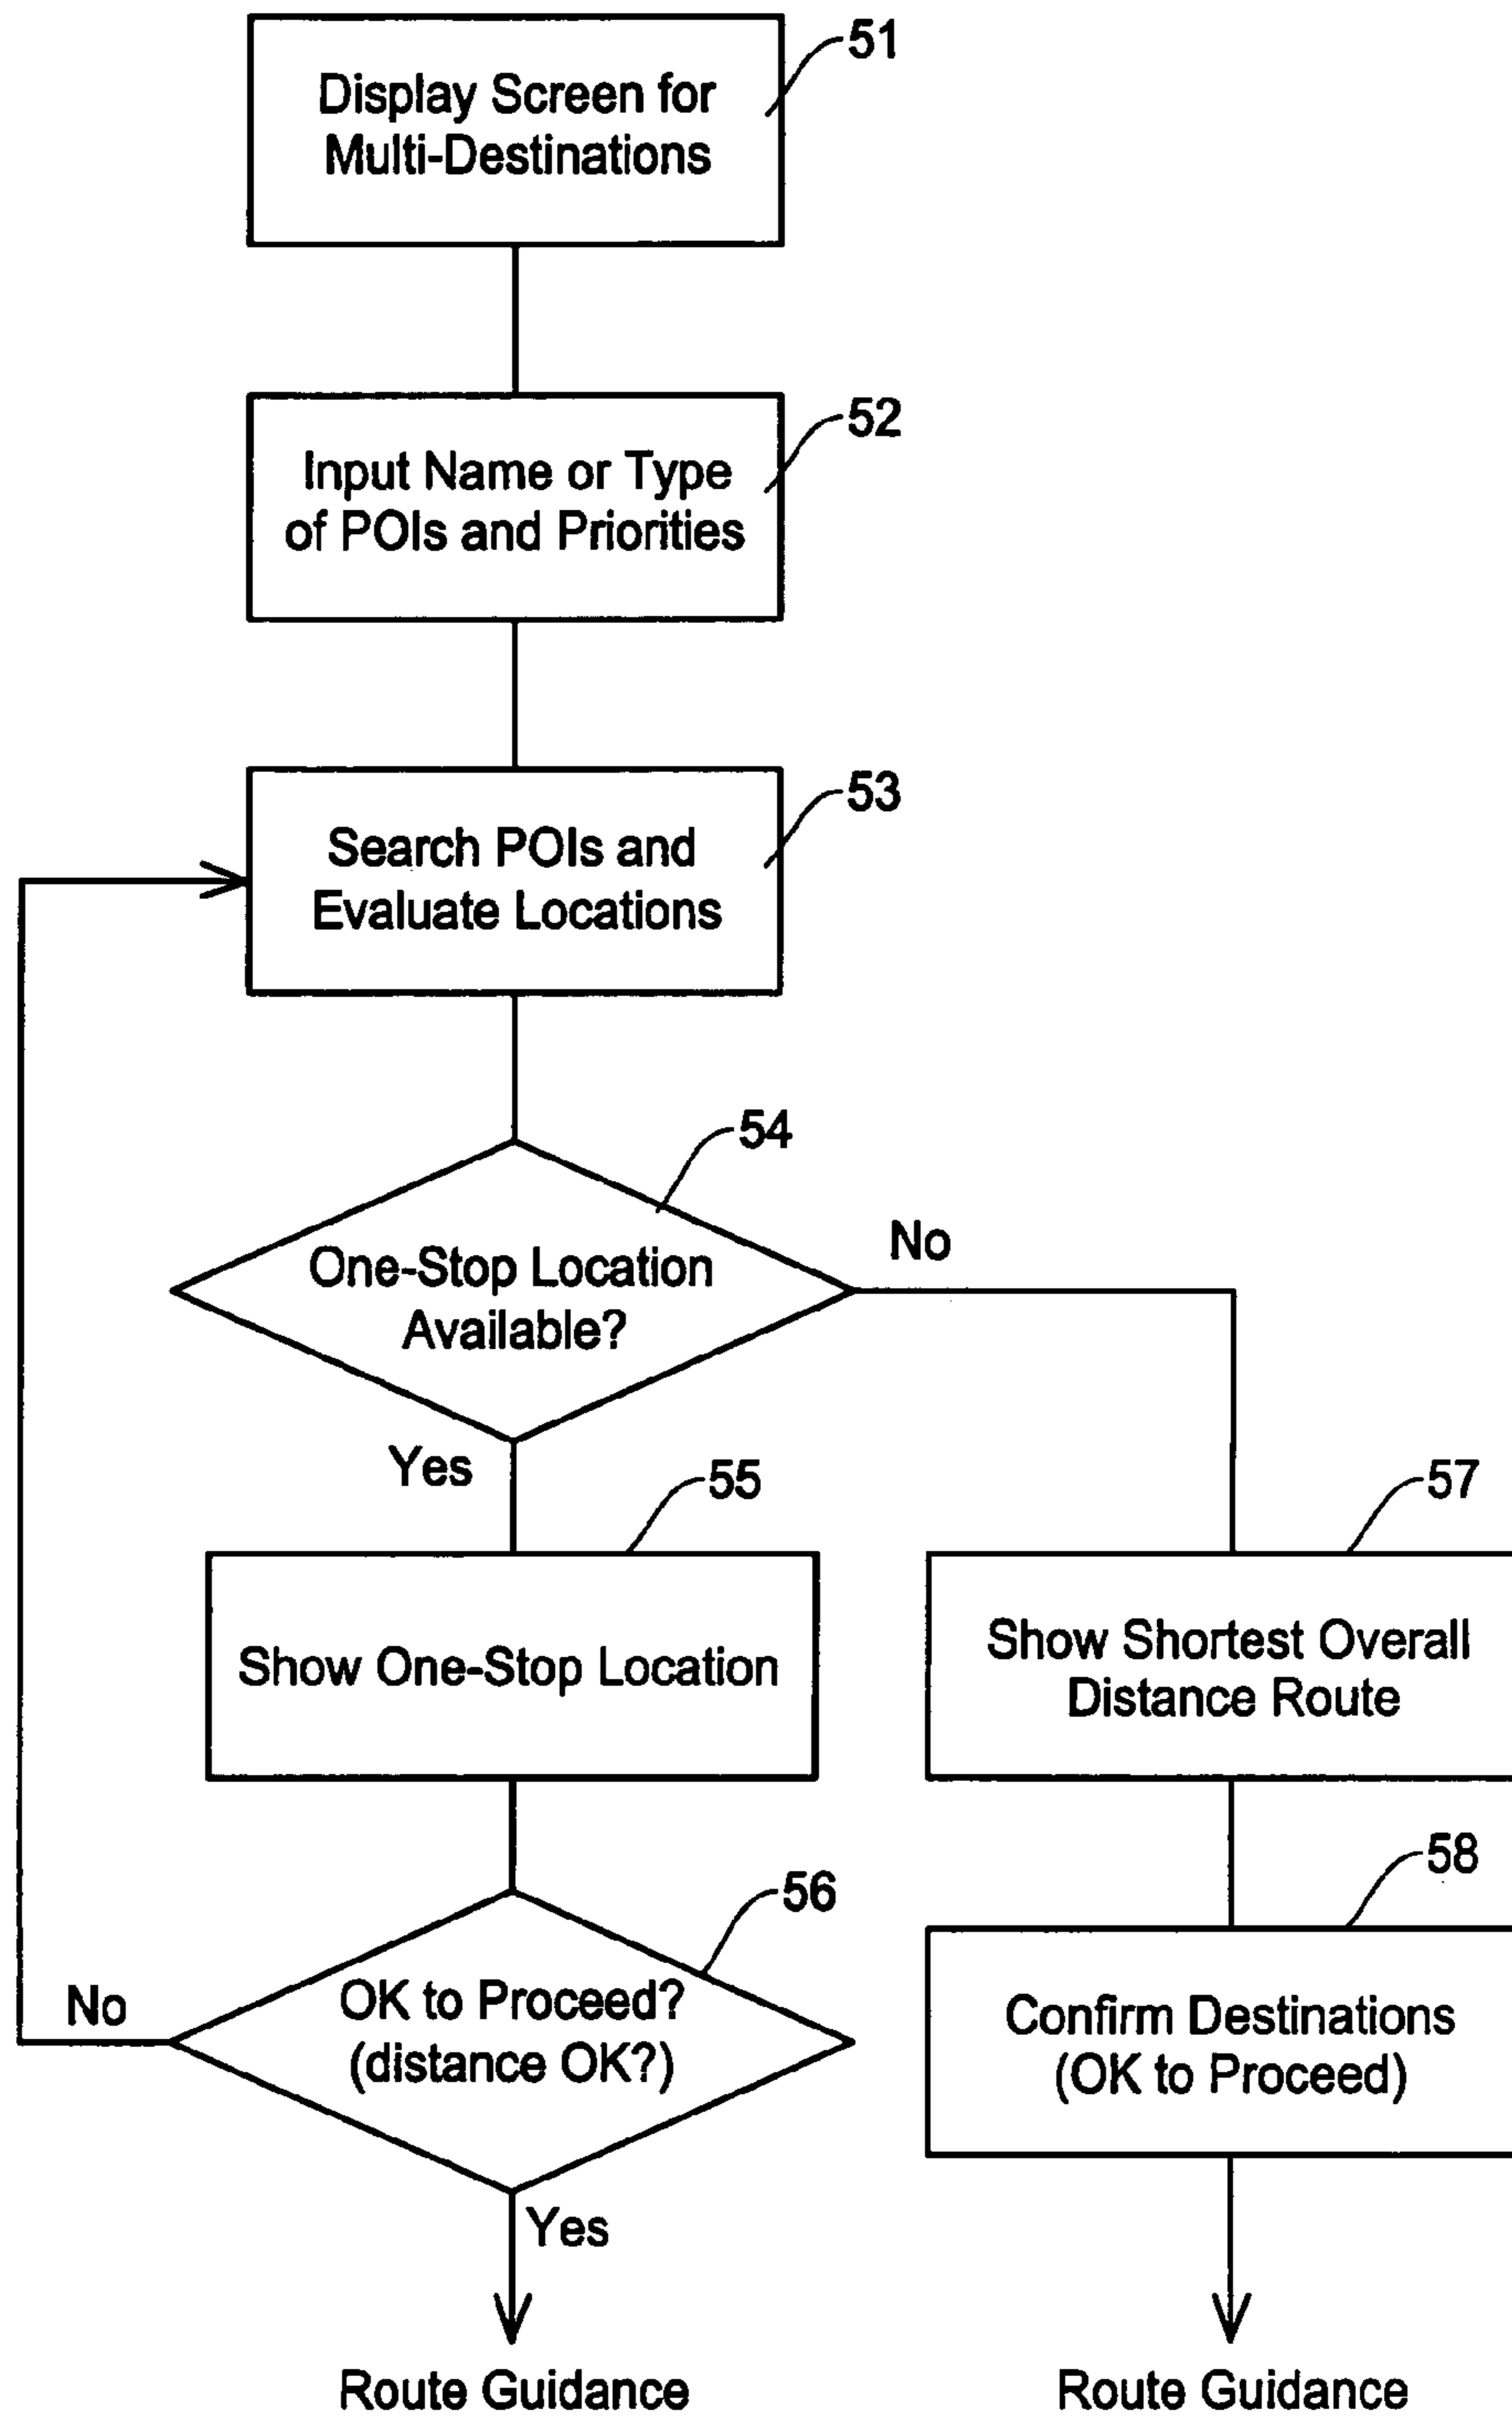 51
Display Screen for
Multi-Destinations
52
Input Name or Type
of POIs and Priorities
53
Search POIs and
Evaluate Locations
54
No
One-Stop Location
Available?
Yes
55
57
Show One-Stop Location
Show Shortest Overall
Distance Route
56
58
No
OK to Proceed?
(distance OK?)
Confirm Destinations
(OK to Proceed)
Yes
Route Guidance
Route Guidance